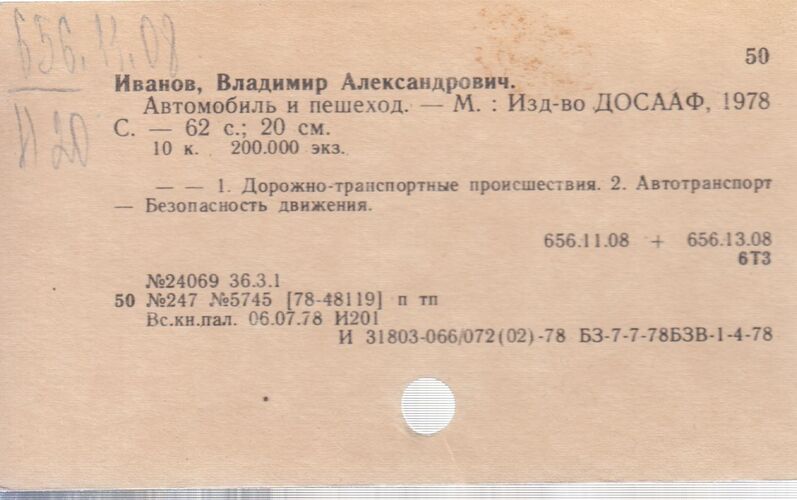 656.11.08
И 20
50
Иванов, Владимир Александрович.
Автомобиль и пешеход. — М. : Изд-во ДОСААФ, 1978
С. — 62 с.; 20 см.
10 к. 200.000 экз.
— — 1. Дорожно-транспортные происшествия. 2. Автотранспорт
— Безопасность движения.
656.11.08 + 656.13.08
6Т3
№24069 36.3.1
50 №247 №5745 [78-48119] п тп
Вс.кн.пал. 06.07.78 И201
И 31803-066/072(02)-78 БЗ-7-7-78БЗВ-1-4-78